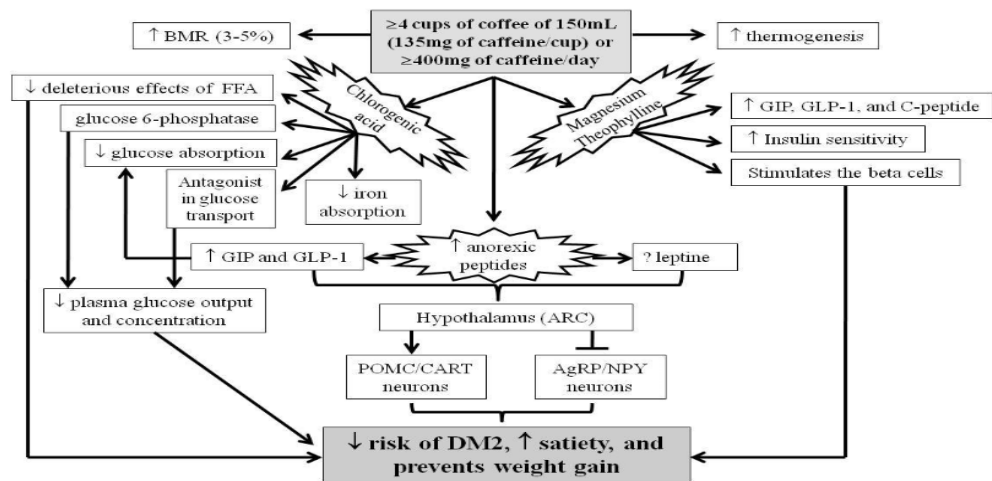 ≥4 cups of coffee of 150mL
(135mg of caffeine/cup) or
≥400mg of caffeine/day
↑ BMR (3-5%)
↑ thermogenesis
↓ deleterious effects of FFA
glucose 6-phosphatase
↓ glucose absorption
Antagonist
in glucose
transport
Chlorogenic
acid
↓ iron
absorption
Magnesium
Theophylline
↑ GIP, GLP-1, and C-peptide
↑ Insulin sensitivity
Stimulates the beta cells
↑ GIP and GLP-1
↑ anorexic
peptides
? leptine
↓ plasma glucose output
and concentration
Hypothalamus (ARC)
POMC/CART
neurons
AgRP/NPY
neurons
↓ risk of DM2, ↑ satiety, and
prevents weight gain